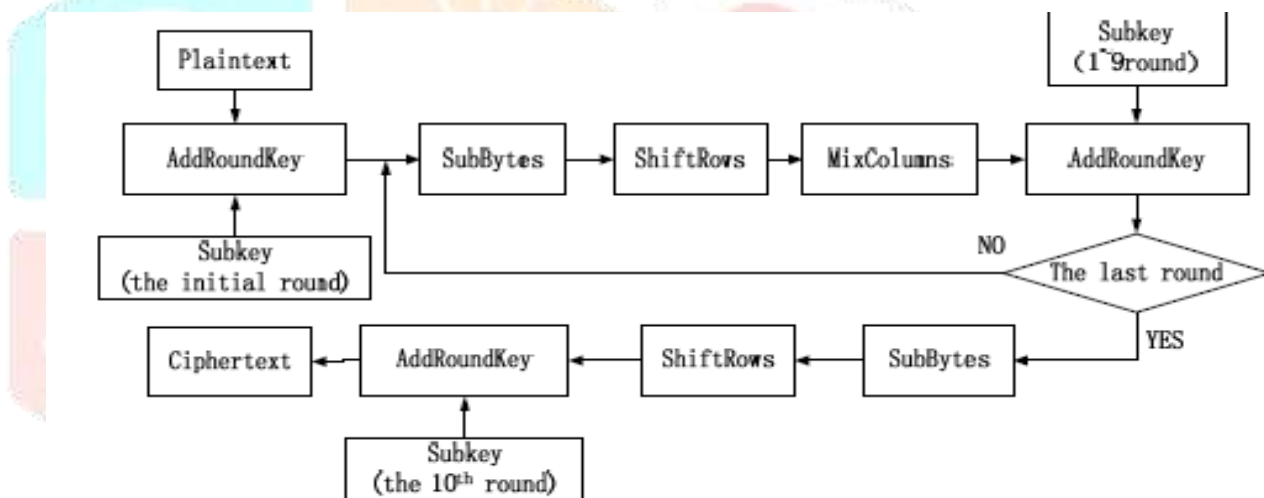 Plaintext
Subkey
(1~9round)
AddRoundKey
SubBytes
ShiftRows
MixColumns
AddRoundKey
Subkey
(the initial round)
NO
The last round
YES
Ciphertext
AddRoundKey
ShiftRows
SubBytes
Subkey
(the 10th round)